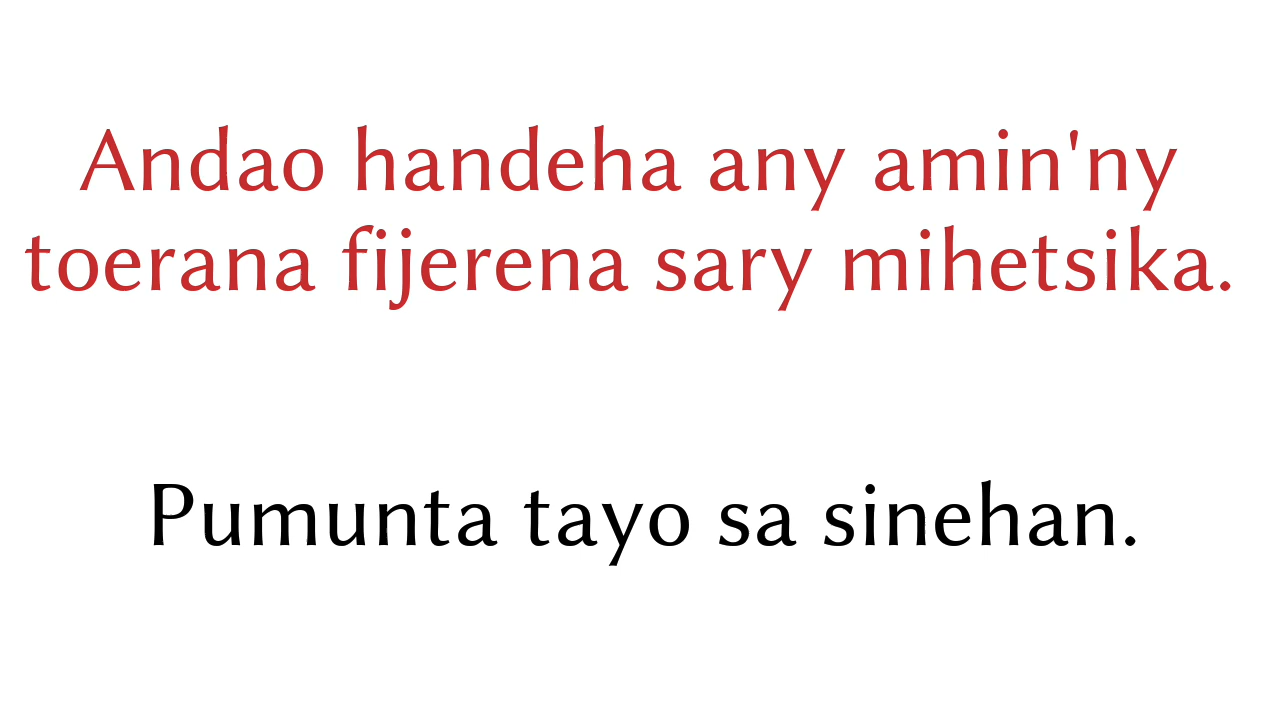 Andao handeha any amin'ny
toerana fijerena sary mihetsika.
Pumunta tayo sa sinehan.